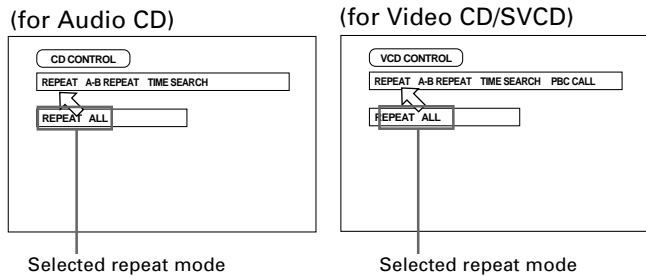 (for Audio CD)
CD CONTROL
REPEAT A-B REPEAT TIME SEARCH
REPEAT ALL
Selected repeat mode
(for Video CD/SVCD)
VCD CONTROL
REPEAT A-B REPEAT TIME SEARCH PBC CALL
REPEAT ALL
Selected repeat mode